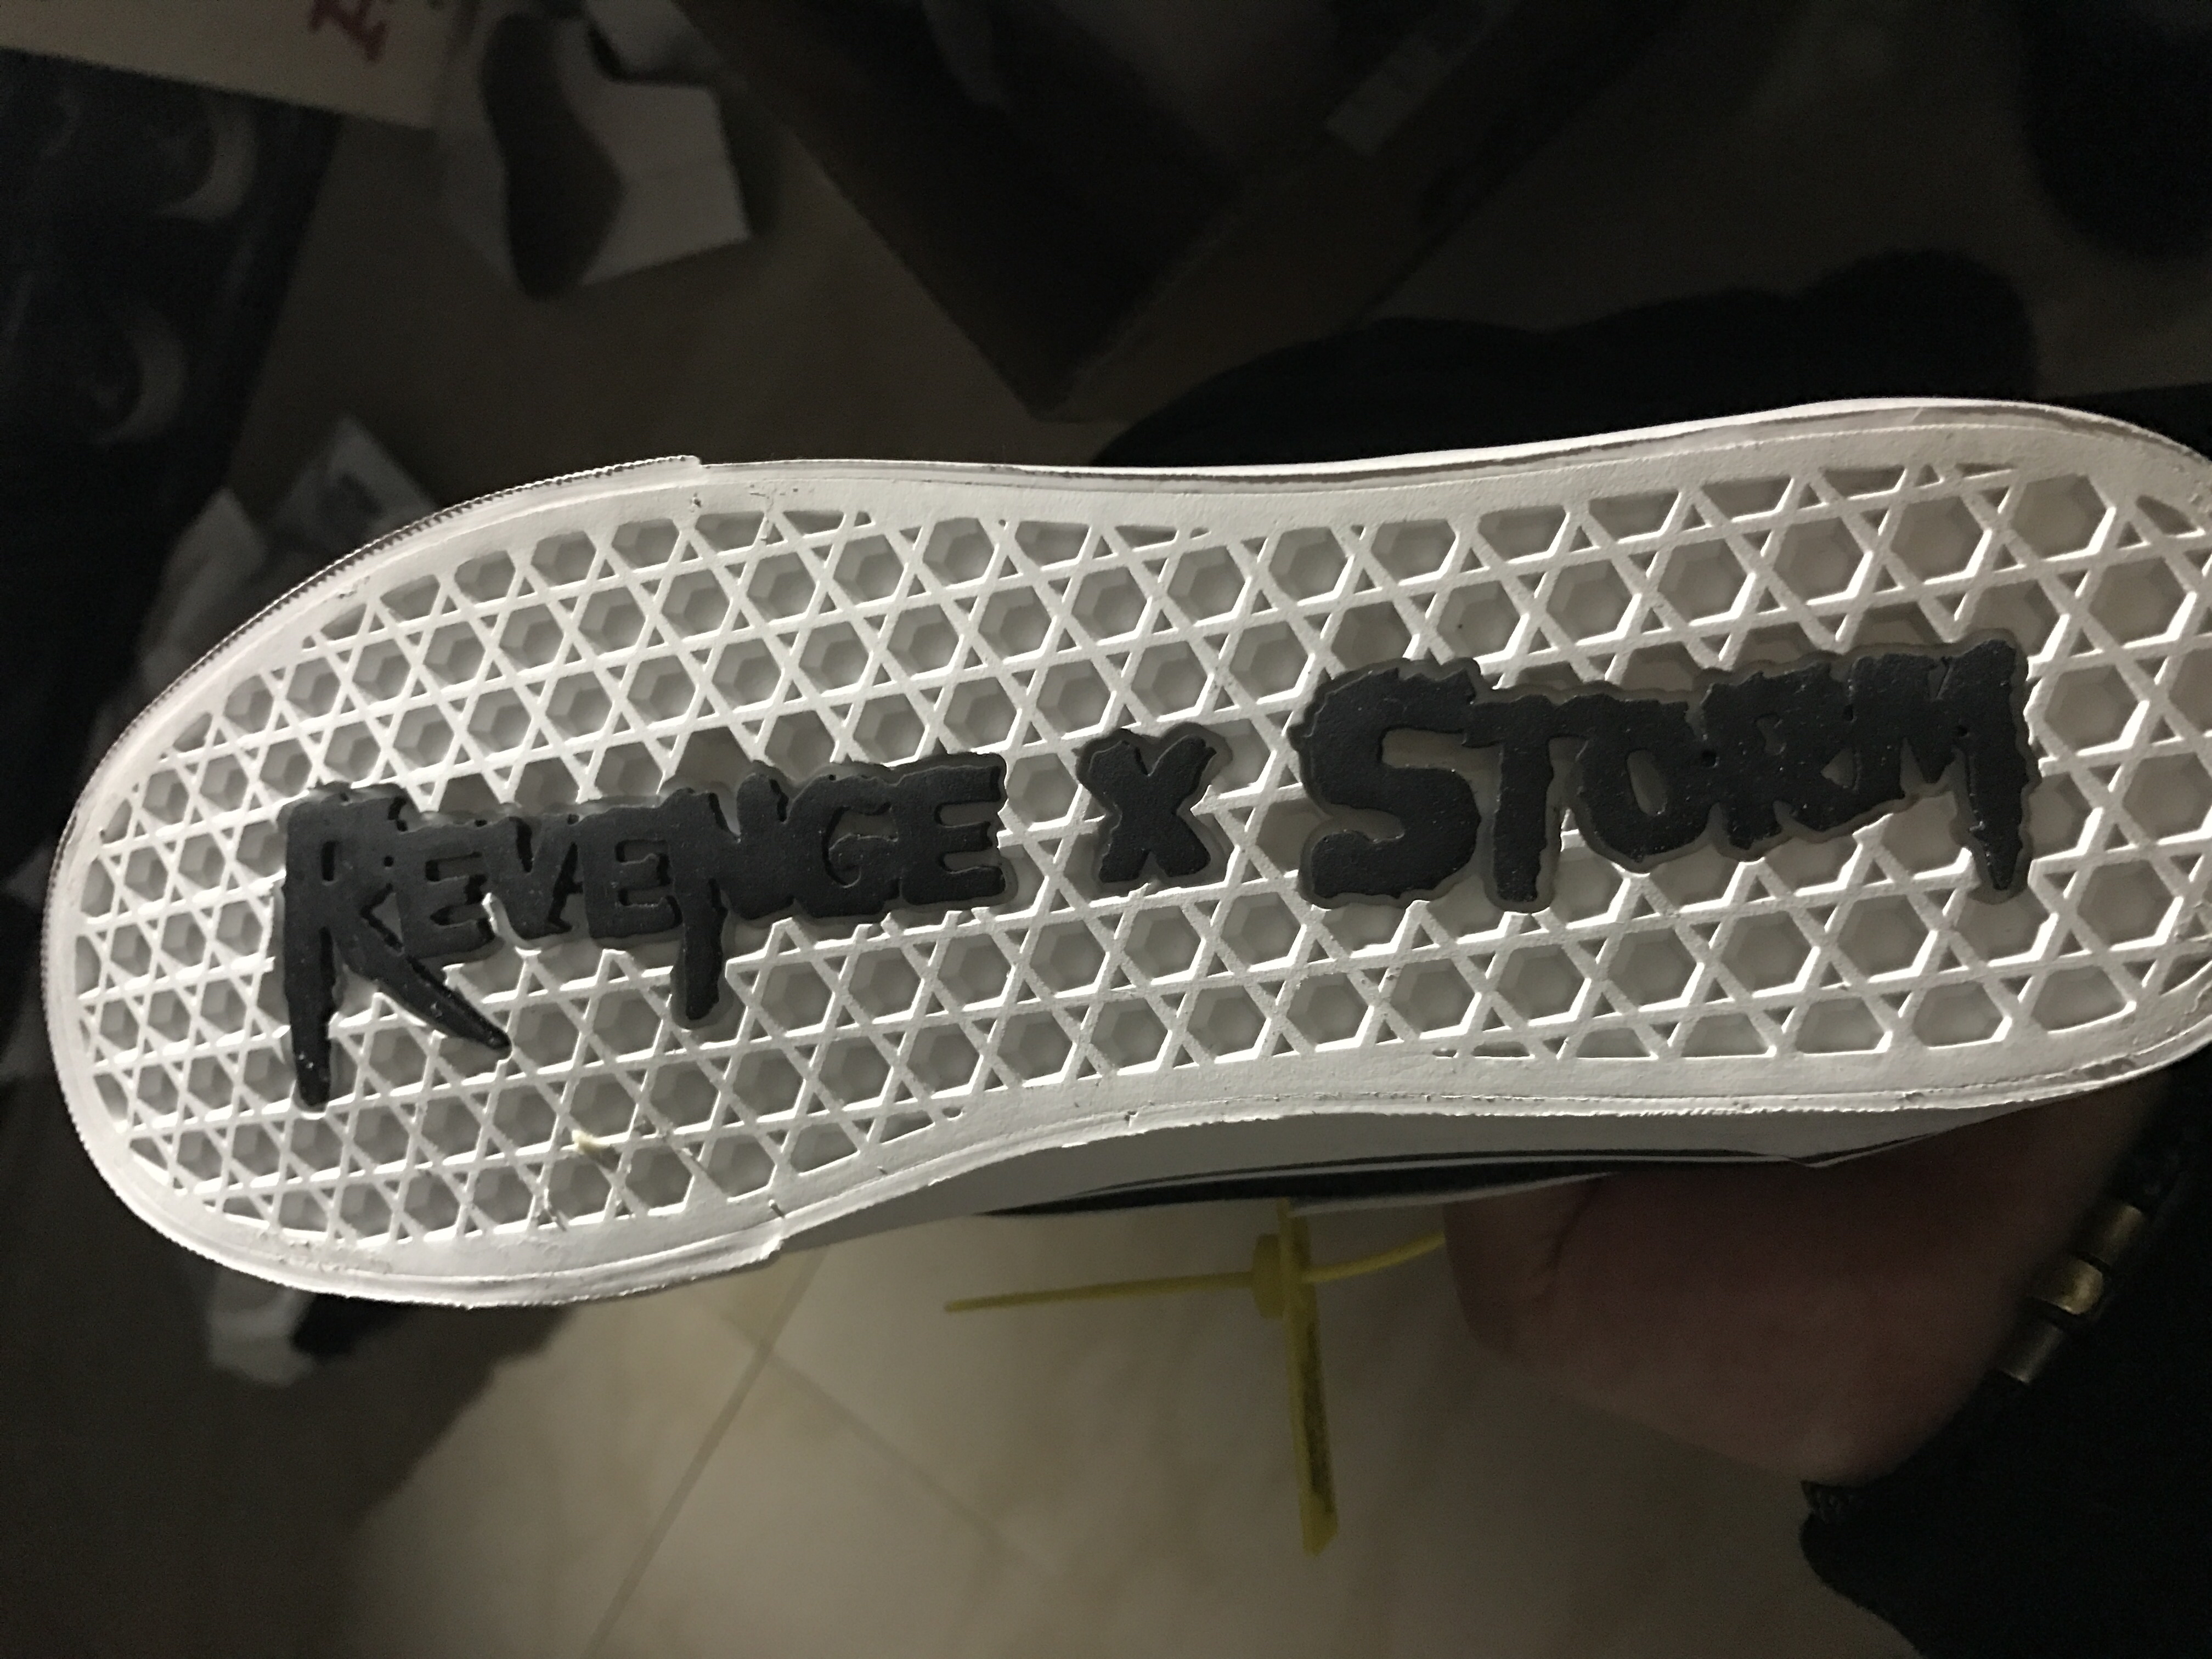 REVENGE X STORM